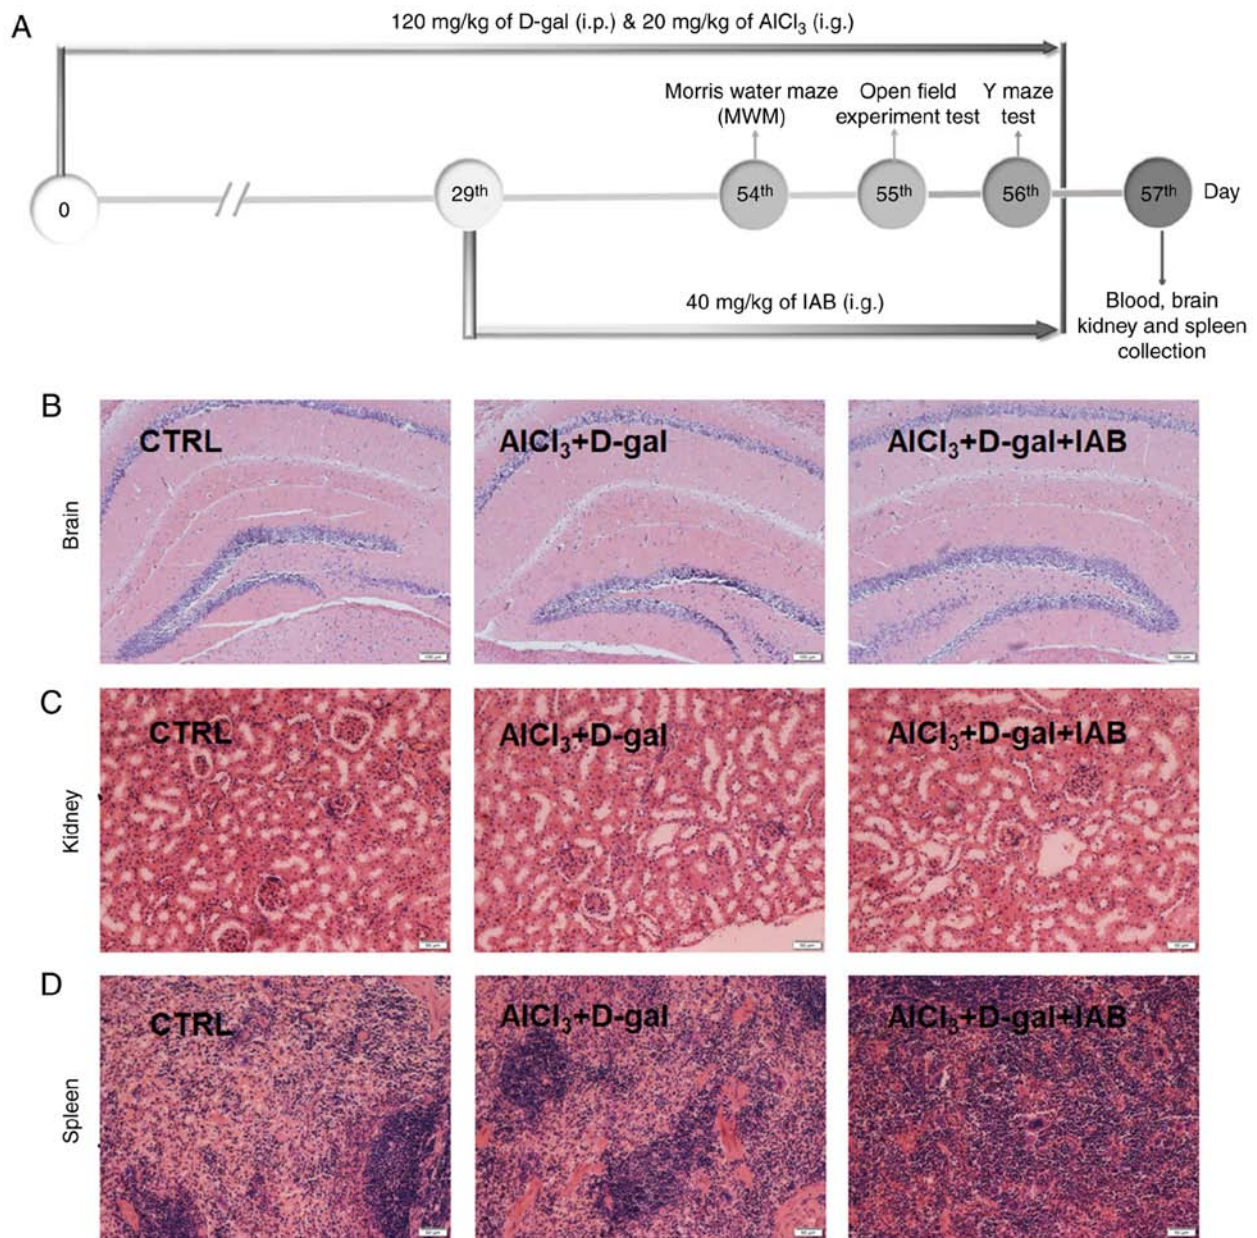 A
120 mg/kg of D-gal (i.p.) & 20 mg/kg of AlCl₃ (i.g.)
Morris water maze
(MWM)
Open field
experiment test
Y maze
test
0
29th
54th
55th
56th
57th
Day
40 mg/kg of IAB (i.g.)
Blood, brain
kidney and spleen
collection
B
Brain
CTRL
AlCl₃+D-gal
AlCl₃+D-gal+IAB
C
Kidney
CTRL
AlCl₃+D-gal
AlCl₃+D-gal+IAB
D
Spleen
CTRL
AlCl₃+D-gal
AlCl₃+D-gal+IAB